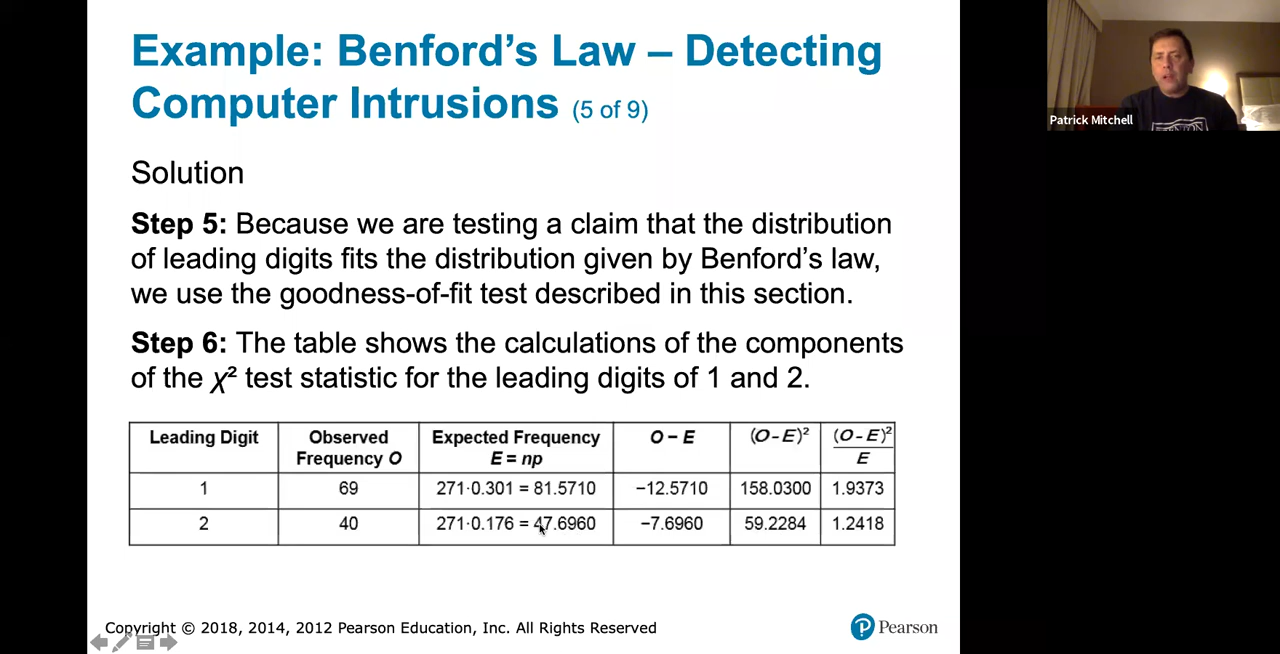 Example: Benford's Law – Detecting
Computer Intrusions (5 of 9)
Patrick Mitchell
Solution
Step 5: Because we are testing a claim that the distribution
of leading digits fits the distribution given by Benford's law,
we use the goodness-of-fit test described in this section.
Step 6: The table shows the calculations of the components
of the χ² test statistic for the leading digits of 1 and 2.
Leading Digit | Observed Frequency O | Expected Frequency E = np | O – E | (O-E)² | (O-E)² / E
1 | 69 | 271·0.301 = 81.5710 | −12.5710 | 158.0300 | 1.9373
2 | 40 | 271·0.176 = 47.6960 | −7.6960 | 59.2284 | 1.2418
Copyright © 2018, 2014, 2012 Pearson Education, Inc. All Rights Reserved
Pearson